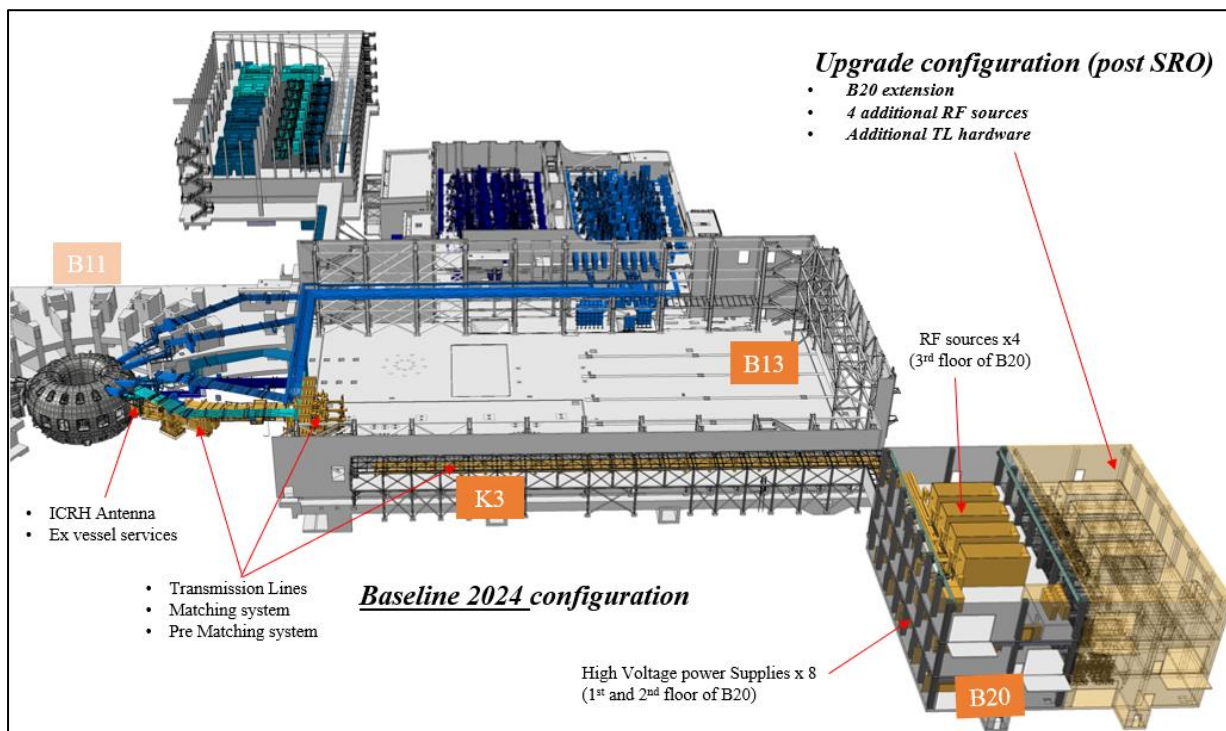 Upgrade configuration (post SRO)
• B20 extension
• 4 additional RF sources
• Additional TL hardware
B11
RF sources x4
(3rd floor of B20)
B13
K3
• ICRH Antenna
• Ex vessel services
• Transmission Lines
• Matching system
• Pre Matching system
Baseline 2024 configuration
High Voltage power Supplies x 8
(1st and 2nd floor of B20)
B20